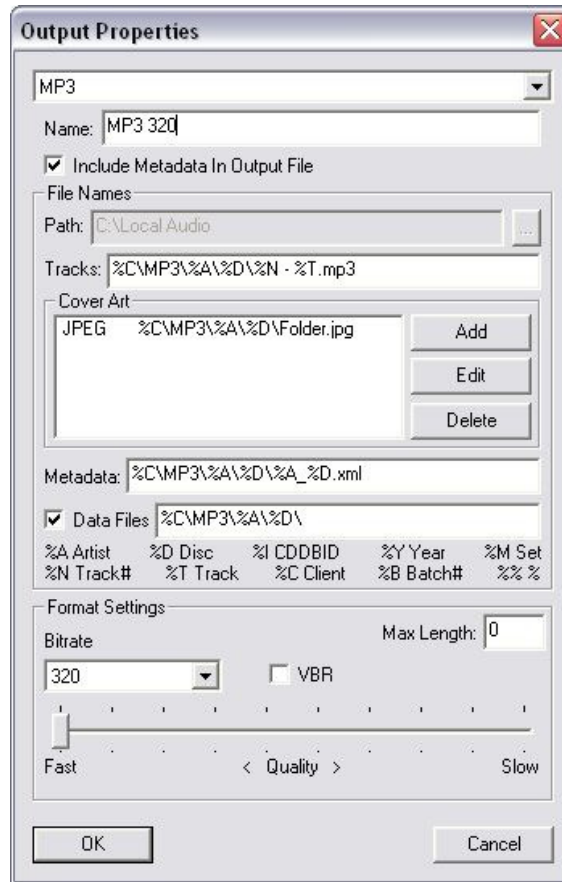 Output Properties
MP3
Name: MP3 320
Include Metadata In Output File
File Names
Path: C:\Local Audio ...
Tracks: %C\MP3\%A\%D\%N - %T.mp3
Cover Art
JPEG %C\MP3\%A\%D\Folder.jpg
Add
Edit
Delete
Metadata: %C\MP3\%A\%D\%A_%D.xml
Data Files %C\MP3\%A\%D\
%A Artist %D Disc %I CDDBID %Y Year %M Set
%N Track# %T Track %C Client %B Batch# %% %
Format Settings
Bitrate Max Length: 0
320 VBR
Fast < Quality > Slow
OK Cancel